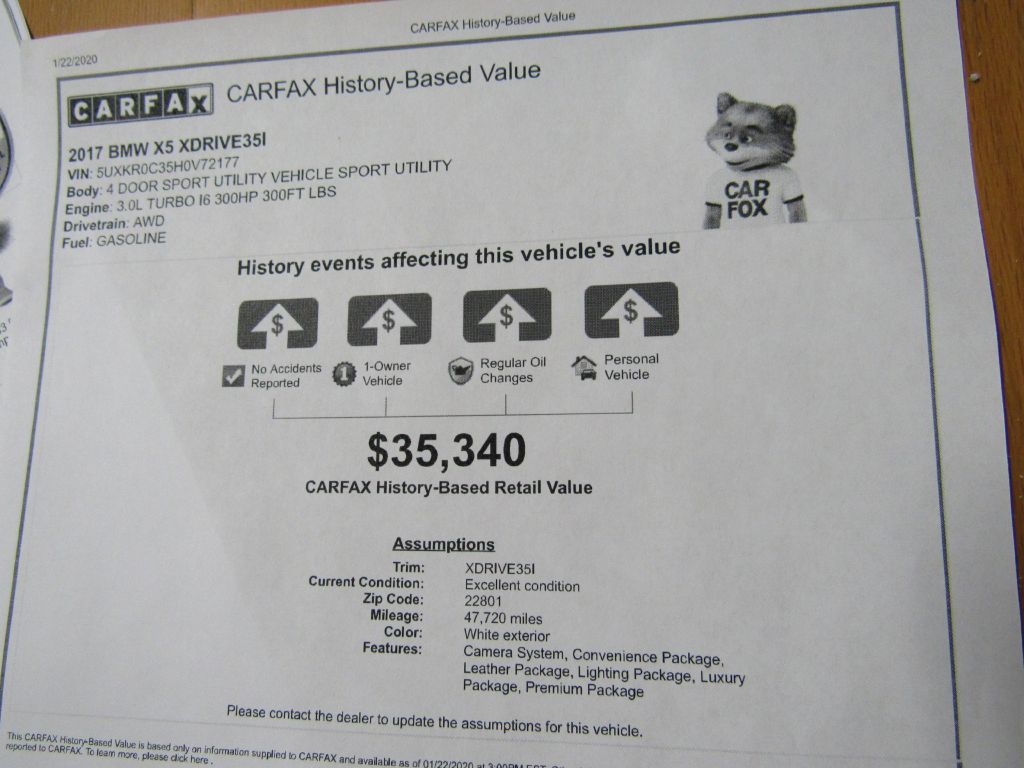 CARFAX History-Based Value
1/22/2020
CARFAX
CARFAX History-Based Value
2017 BMW X5 XDRIVE35I
VIN: 5UXKR0C35H0V72177
Body: 4 DOOR SPORT UTILITY VEHICLE SPORT UTILITY
Engine: 3.0L TURBO I6 300HP 300FT LBS
Drivetrain: AWD
Fuel: GASOLINE
CAR
FOX
History events affecting this vehicle's value
$ $ $ $
No Accidents
Reported
1
1-Owner
Vehicle
Regular Oil
Changes
Personal
Vehicle
$35,340
CARFAX History-Based Retail Value
Assumptions
Trim: XDRIVE35I
Current Condition: Excellent condition
Zip Code: 22801
Mileage: 47,720 miles
Color: White exterior
Features: Camera System, Convenience Package,
Leather Package, Lighting Package, Luxury
Package, Premium Package
Please contact the dealer to update the assumptions for this vehicle.
This CARFAX History-Based Value is based only on information supplied to CARFAX and available as of 01/22/2020 at 3:00PM
reported to CARFAX. To learn more, please click here.